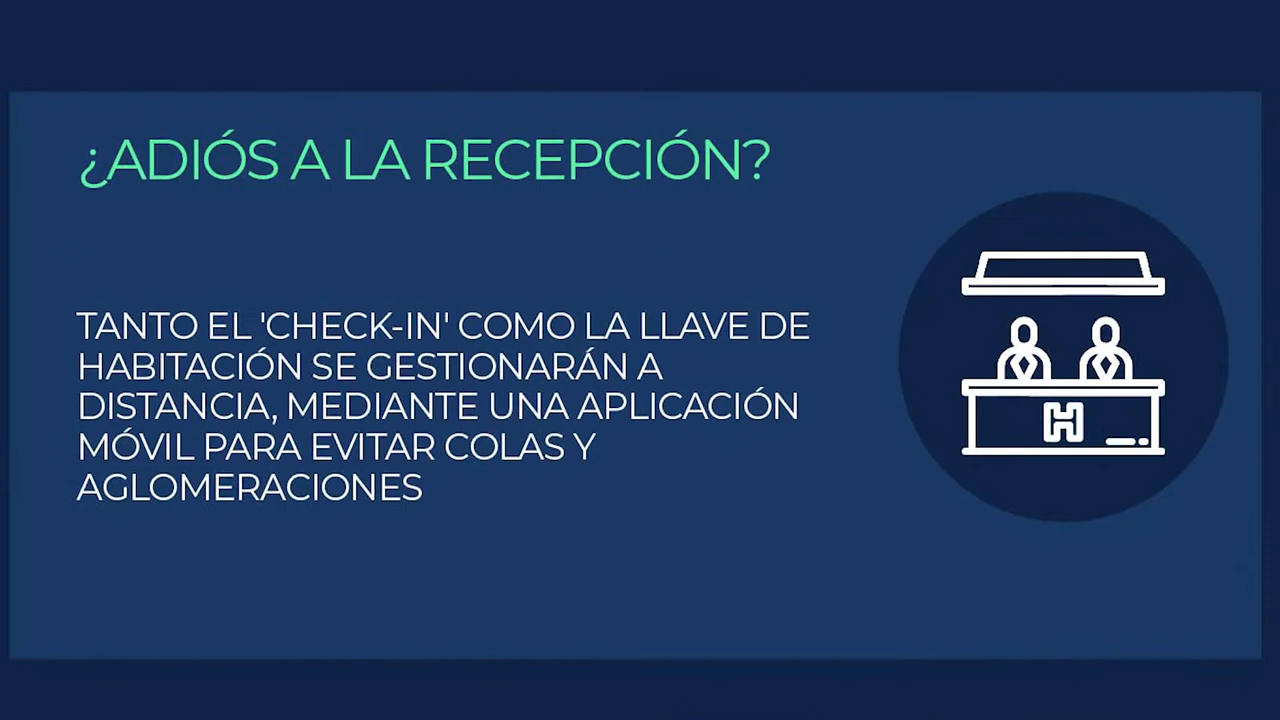 ¿ADIÓS A LA RECEPCIÓN?
TANTO EL 'CHECK-IN' COMO LA LLAVE DE
HABITACIÓN SE GESTIONARÁN A
DISTANCIA, MEDIANTE UNA APLICACIÓN
MÓVIL PARA EVITAR COLAS Y
AGLOMERACIONES
H